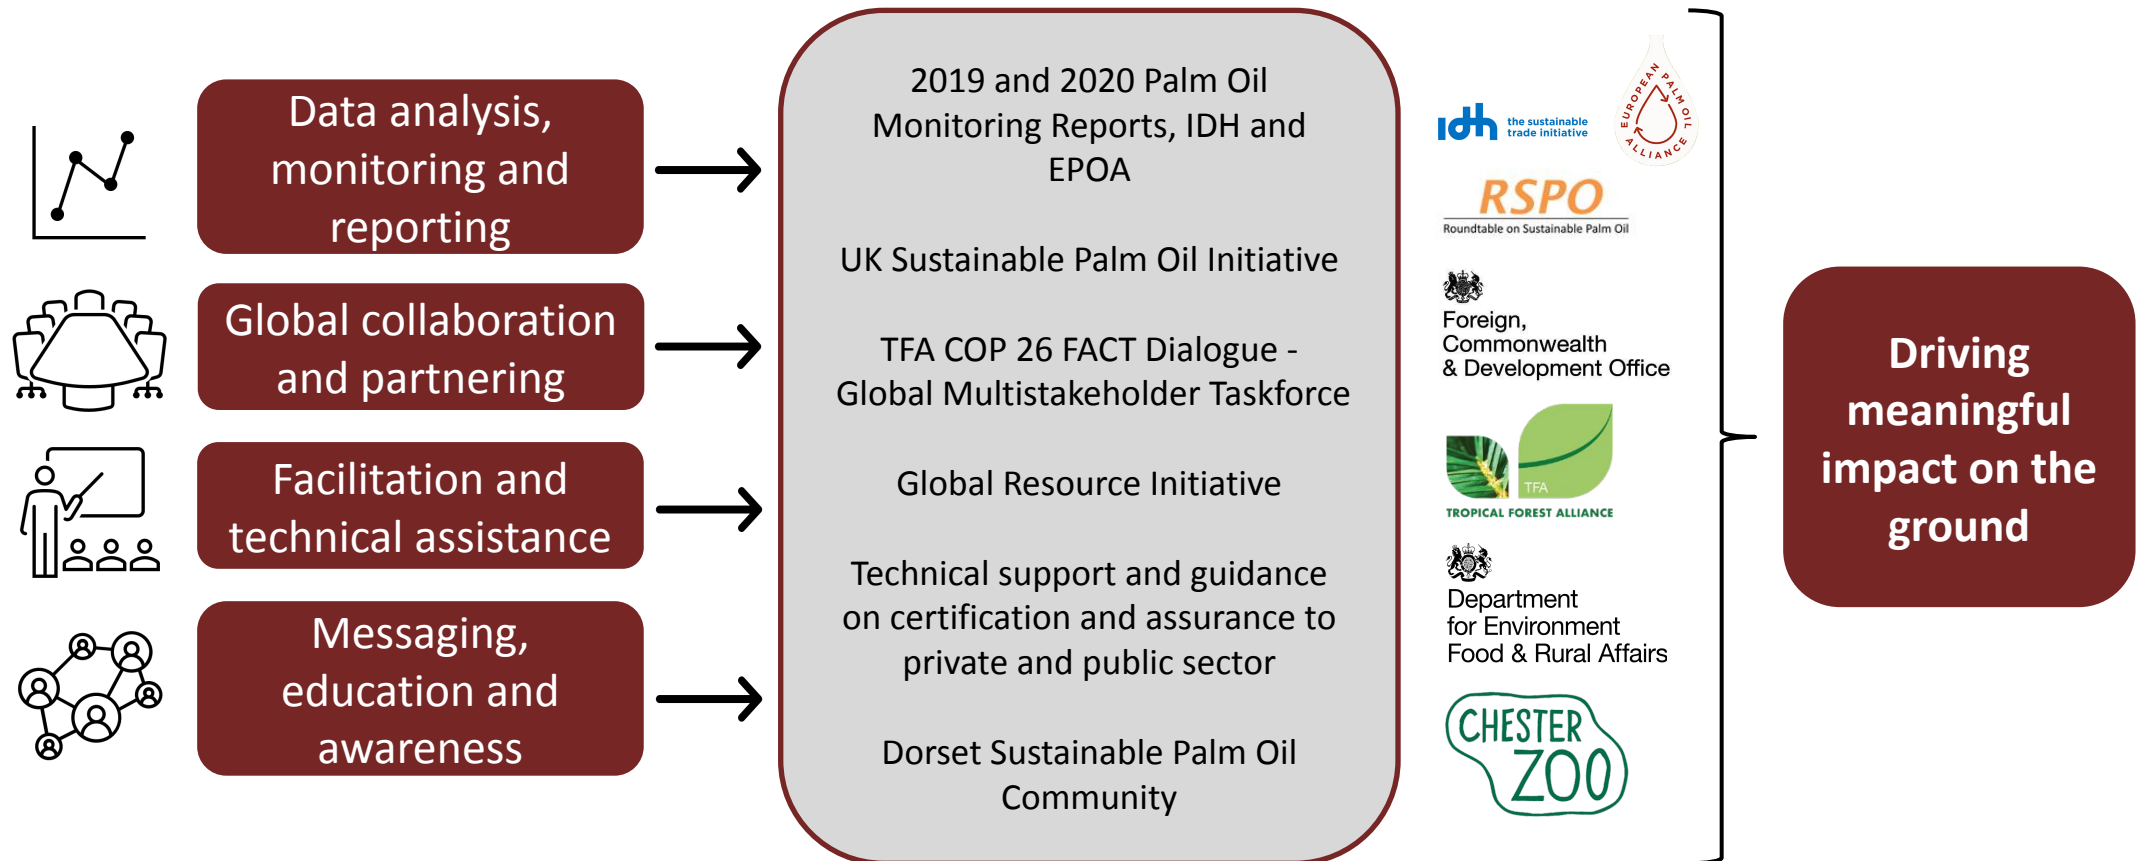 Data analysis,
monitoring and
reporting
Global collaboration
and partnering
Facilitation and
technical assistance
Messaging,
education and
awareness
2019 and 2020 Palm Oil
Monitoring Reports, IDH and
EPOA
UK Sustainable Palm Oil Initiative
TFA COP 26 FACT Dialogue -
Global Multistakeholder Taskforce
Global Resource Initiative
Technical support and guidance
on certification and assurance to
private and public sector
Dorset Sustainable Palm Oil
Community
idh the sustainable
trade initiative
EUROPEAN PALM OIL
ALLIANCE
RSPO
Roundtable on Sustainable Palm Oil
Foreign,
Commonwealth
& Development Office
TFA
TROPICAL FOREST ALLIANCE
Department
for Environment
Food & Rural Affairs
CHESTER
ZOO
Driving
meaningful
impact on the
ground